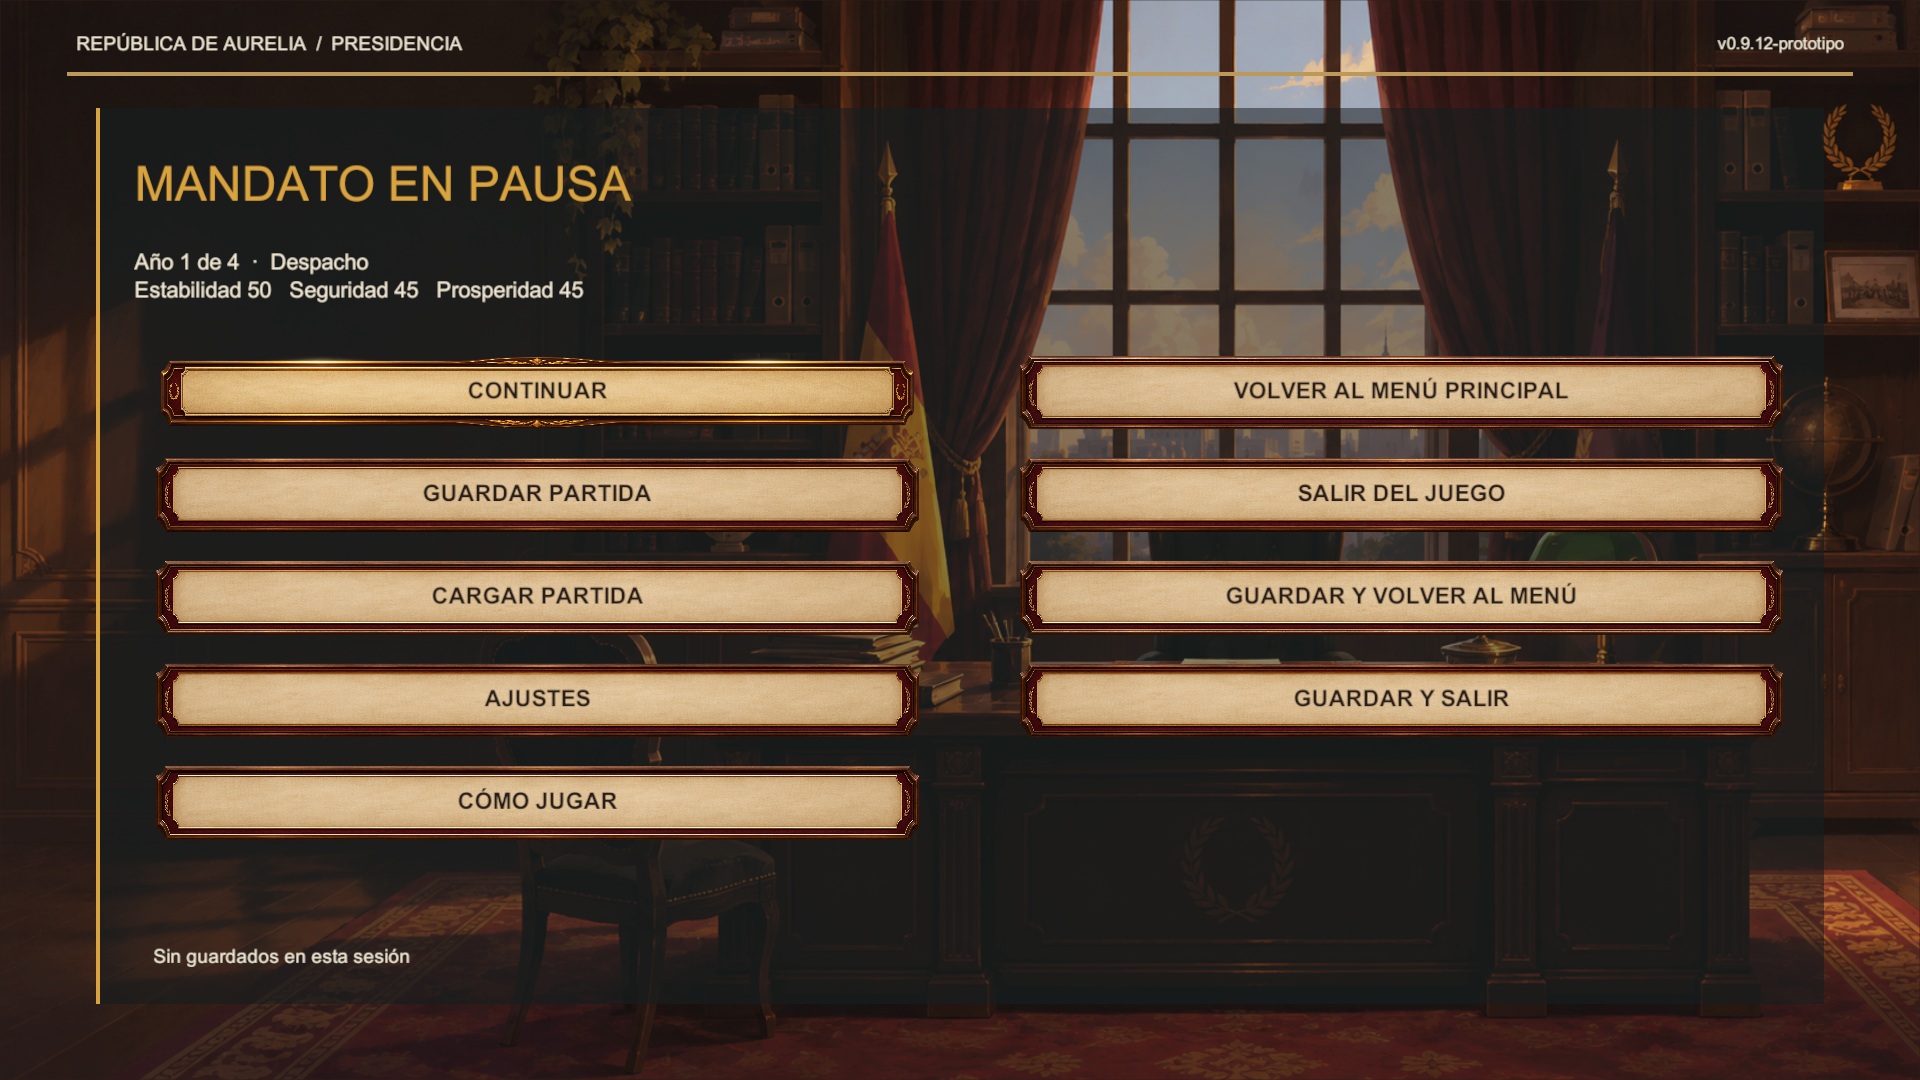 REPÚBLICA DE AURELIA / PRESIDENCIA
v0.9.12-prototipo
MANDATO EN PAUSA
Año 1 de 4 · Despacho
Estabilidad 50 Seguridad 45 Prosperidad 45
CONTINUAR
GUARDAR PARTIDA
CARGAR PARTIDA
AJUSTES
CÓMO JUGAR
VOLVER AL MENÚ PRINCIPAL
SALIR DEL JUEGO
GUARDAR Y VOLVER AL MENÚ
GUARDAR Y SALIR
Sin guardados en esta sesión